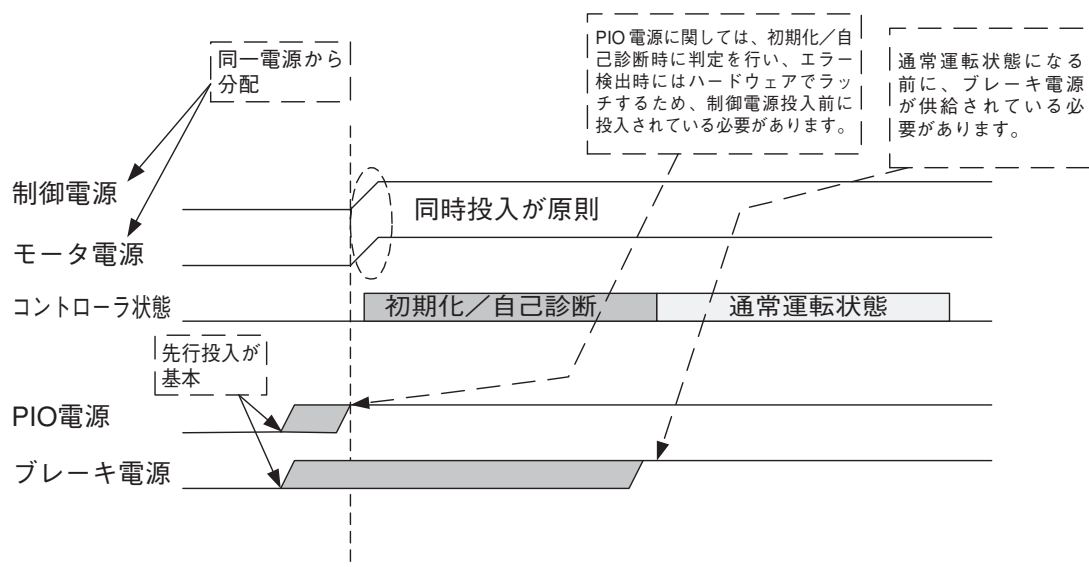 同一電源から
分配
PIO 電源に関しては、初期化／自
己診断時に判定を行い、エラー
検出時にはハードウェアでラッ
チするため、制御電源投入前に
投入されている必要があります。
通常運転状態になる
前に、ブレーキ電源
が供給されている必
要があります。
制御電源
同時投入が原則
モータ電源
コントローラ状態
初期化／自己診断
通常運転状態
先行投入が
基本
PIO電源
ブレーキ電源